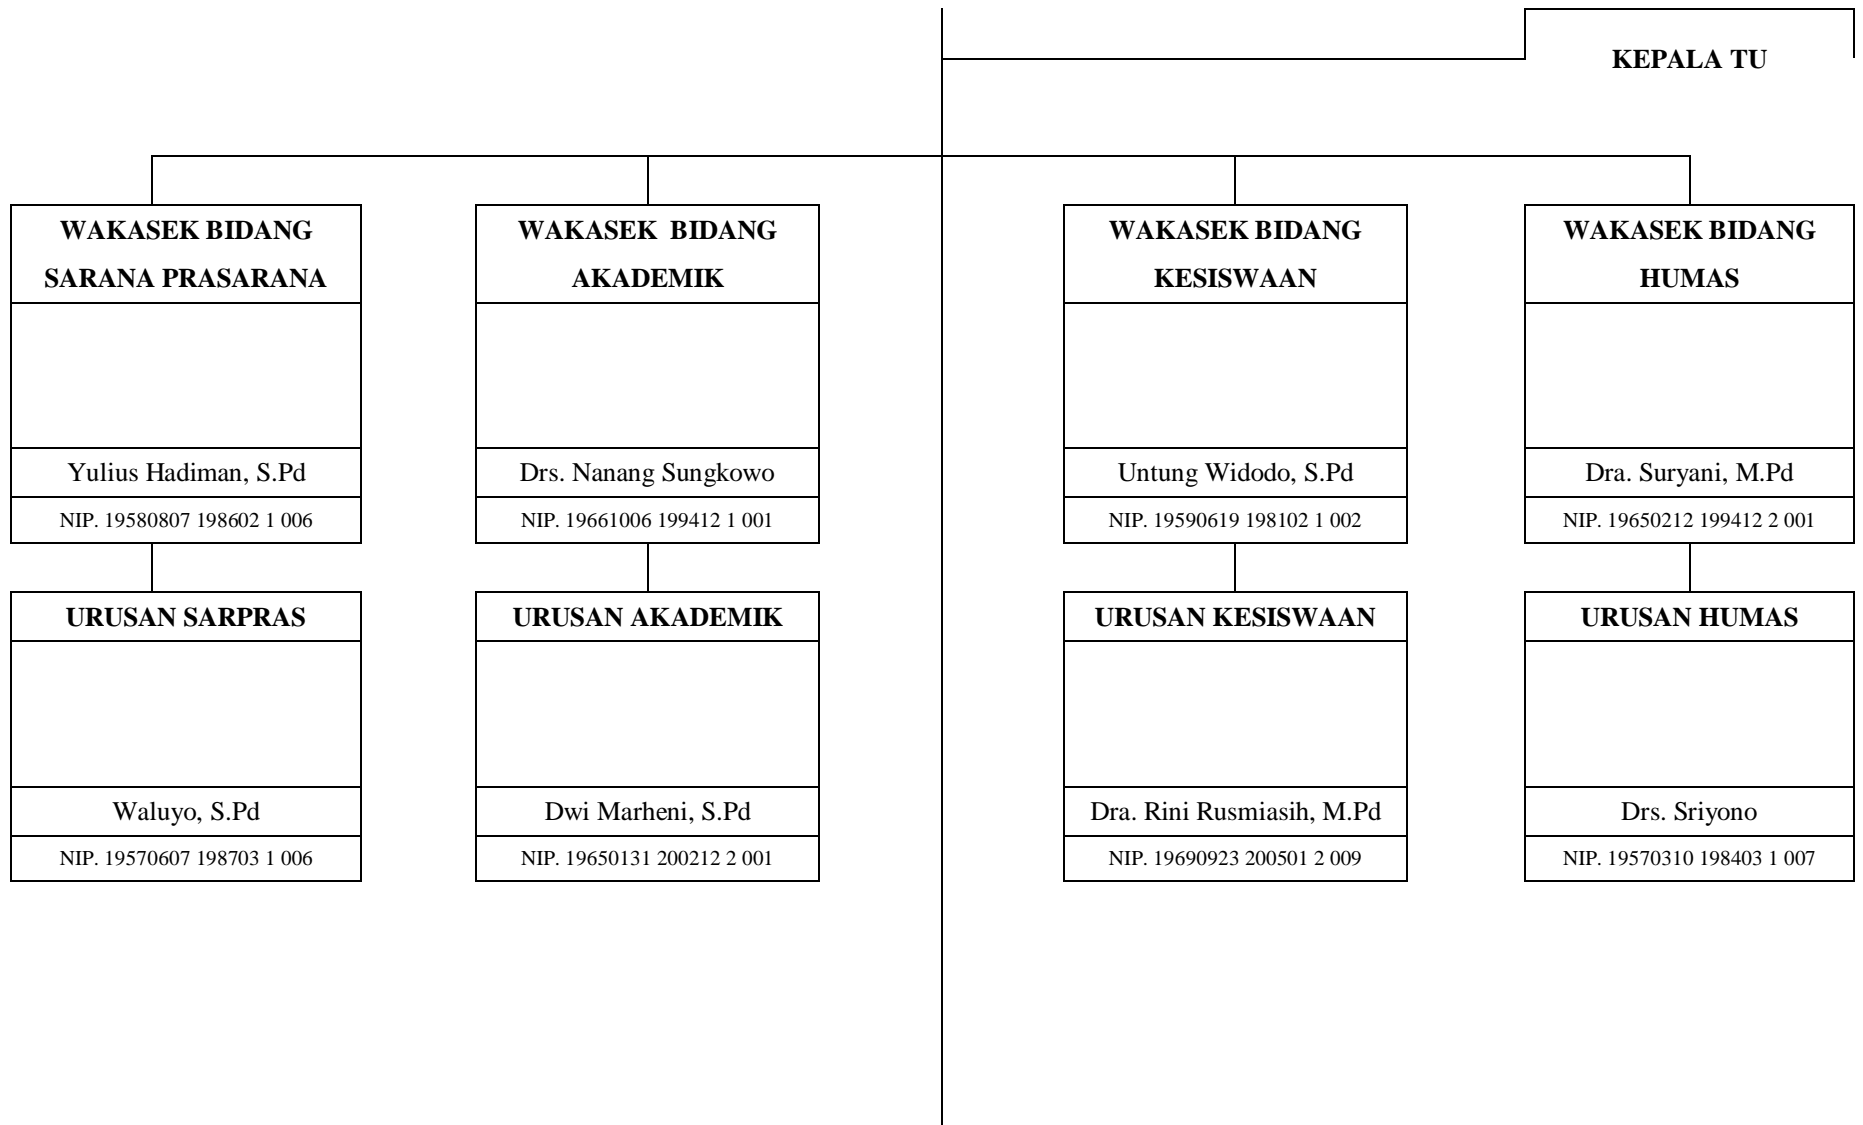 KEPALA TU
WAKASEK BIDANG
SARANA PRASARANA
Yulius Hadiman, S.Pd
NIP. 19580807 198602 1 006
WAKASEK  BIDANG
AKADEMIK
Drs. Nanang Sungkowo
NIP. 19661006 199412 1 001
WAKASEK BIDANG
KESISWAAN
Untung Widodo, S.Pd
NIP. 19590619 198102 1 002
WAKASEK BIDANG
HUMAS
Dra. Suryani, M.Pd
NIP. 19650212 199412 2 001
URUSAN SARPRAS
Waluyo, S.Pd
NIP. 19570607 198703 1 006
URUSAN AKADEMIK
Dwi Marheni, S.Pd
NIP. 19650131 200212 2 001
URUSAN KESISWAAN
Dra. Rini Rusmiasih, M.Pd
NIP. 19690923 200501 2 009
URUSAN HUMAS
Drs. Sriyono
NIP. 19570310 198403 1 007